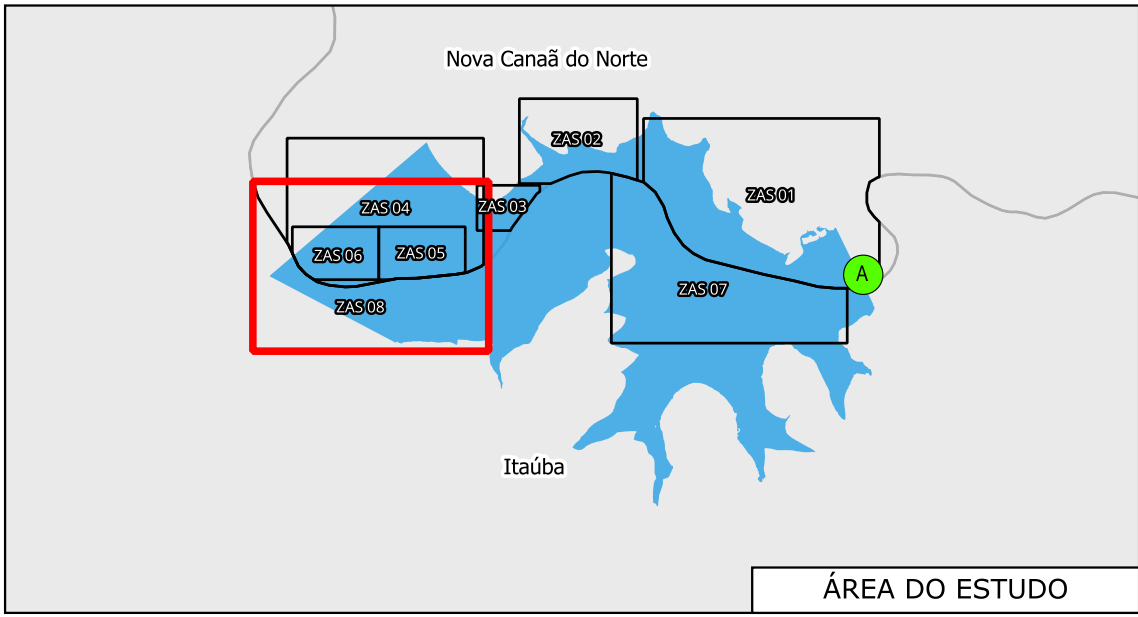 Nova Canaã do Norte
ZAS 02
ZAS 01
ZAS 03
ZAS 04
ZAS 05
ZAS 06
A
ZAS 07
ZAS 08
Itaúba
ÁREA DO ESTUDO